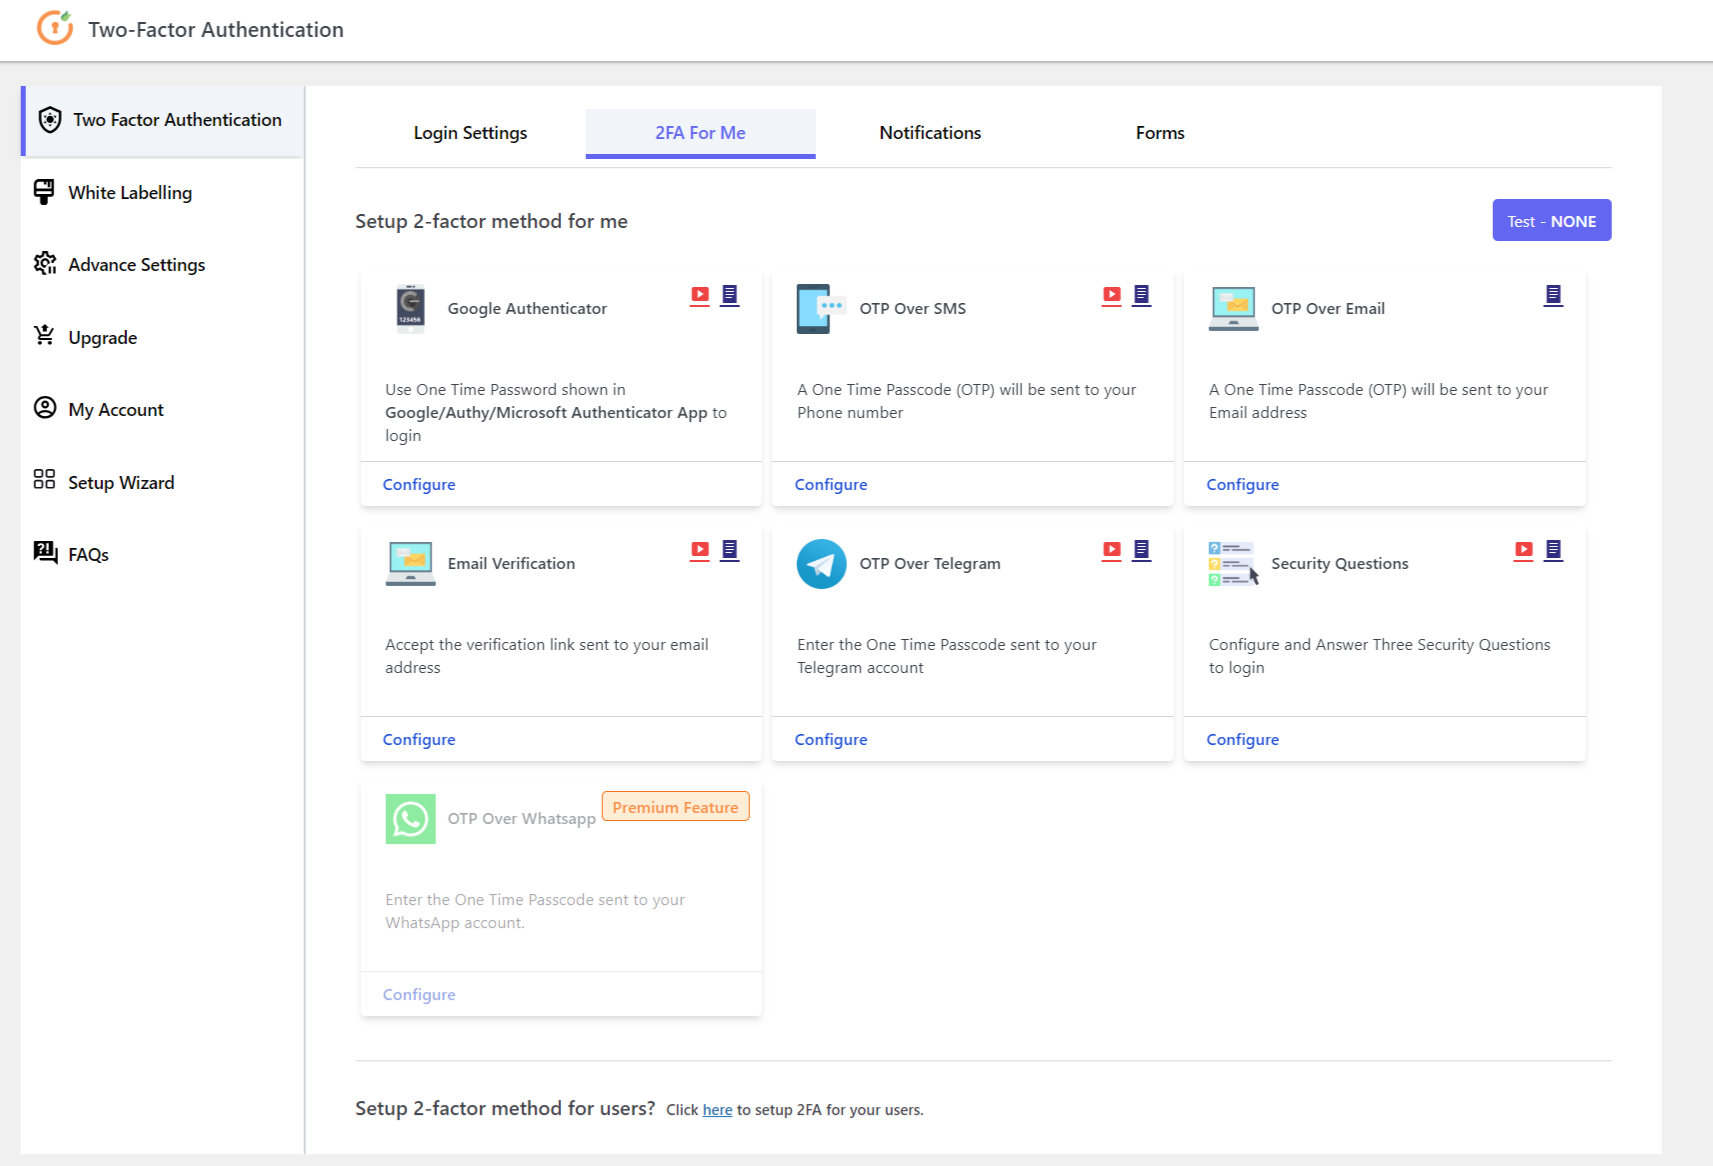 Two-Factor Authentication
Two Factor Authentication
White Labelling
Advance Settings
Upgrade
My Account
Setup Wizard
FAQs
Login Settings
2FA For Me
Notifications
Forms
Setup 2-factor method for me
Test - NONE
123456
Google Authenticator
Use One Time Password shown in
Google/Authy/Microsoft Authenticator App to
login
Configure
OTP Over SMS
A One Time Passcode (OTP) will be sent to your
Phone number
Configure
OTP Over Email
A One Time Passcode (OTP) will be sent to your
Email address
Configure
Email Verification
Accept the verification link sent to your email
address
Configure
OTP Over Telegram
Enter the One Time Passcode sent to your
Telegram account
Configure
Security Questions
Configure and Answer Three Security Questions
to login
Configure
OTP Over Whatsapp
Premium Feature
Enter the One Time Passcode sent to your
WhatsApp account.
Configure
Setup 2-factor method for users? Click here to setup 2FA for your users.